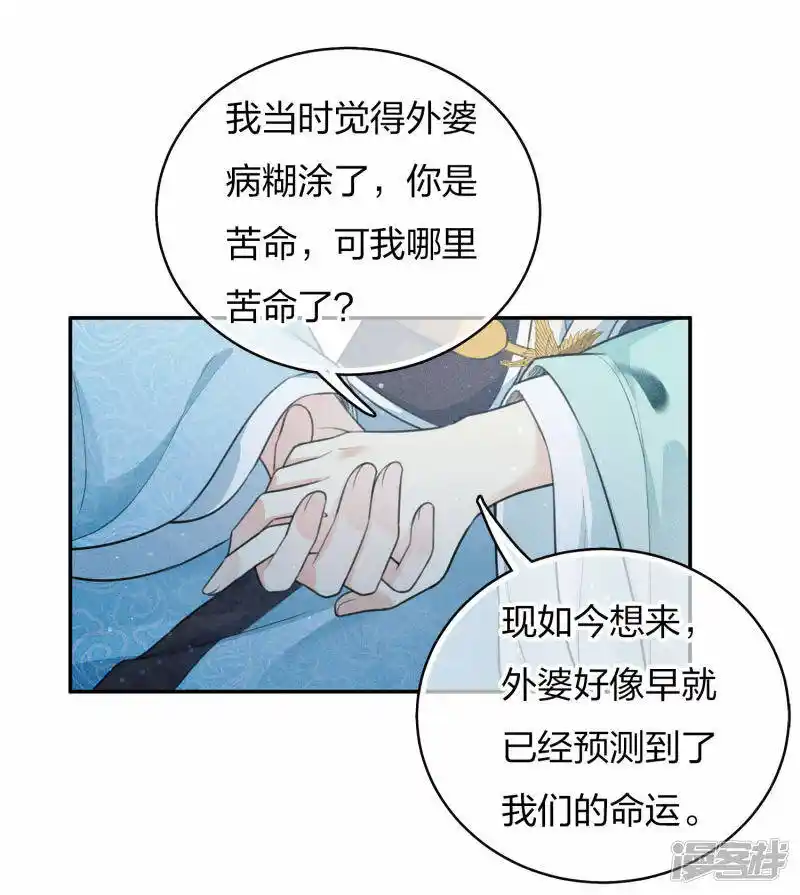 我当时觉得外婆
病糊涂了，你是
苦命，可我哪里
苦命了？
现如今想来，
外婆好像早就
已经预测到了
我们的命运。
漫客栈